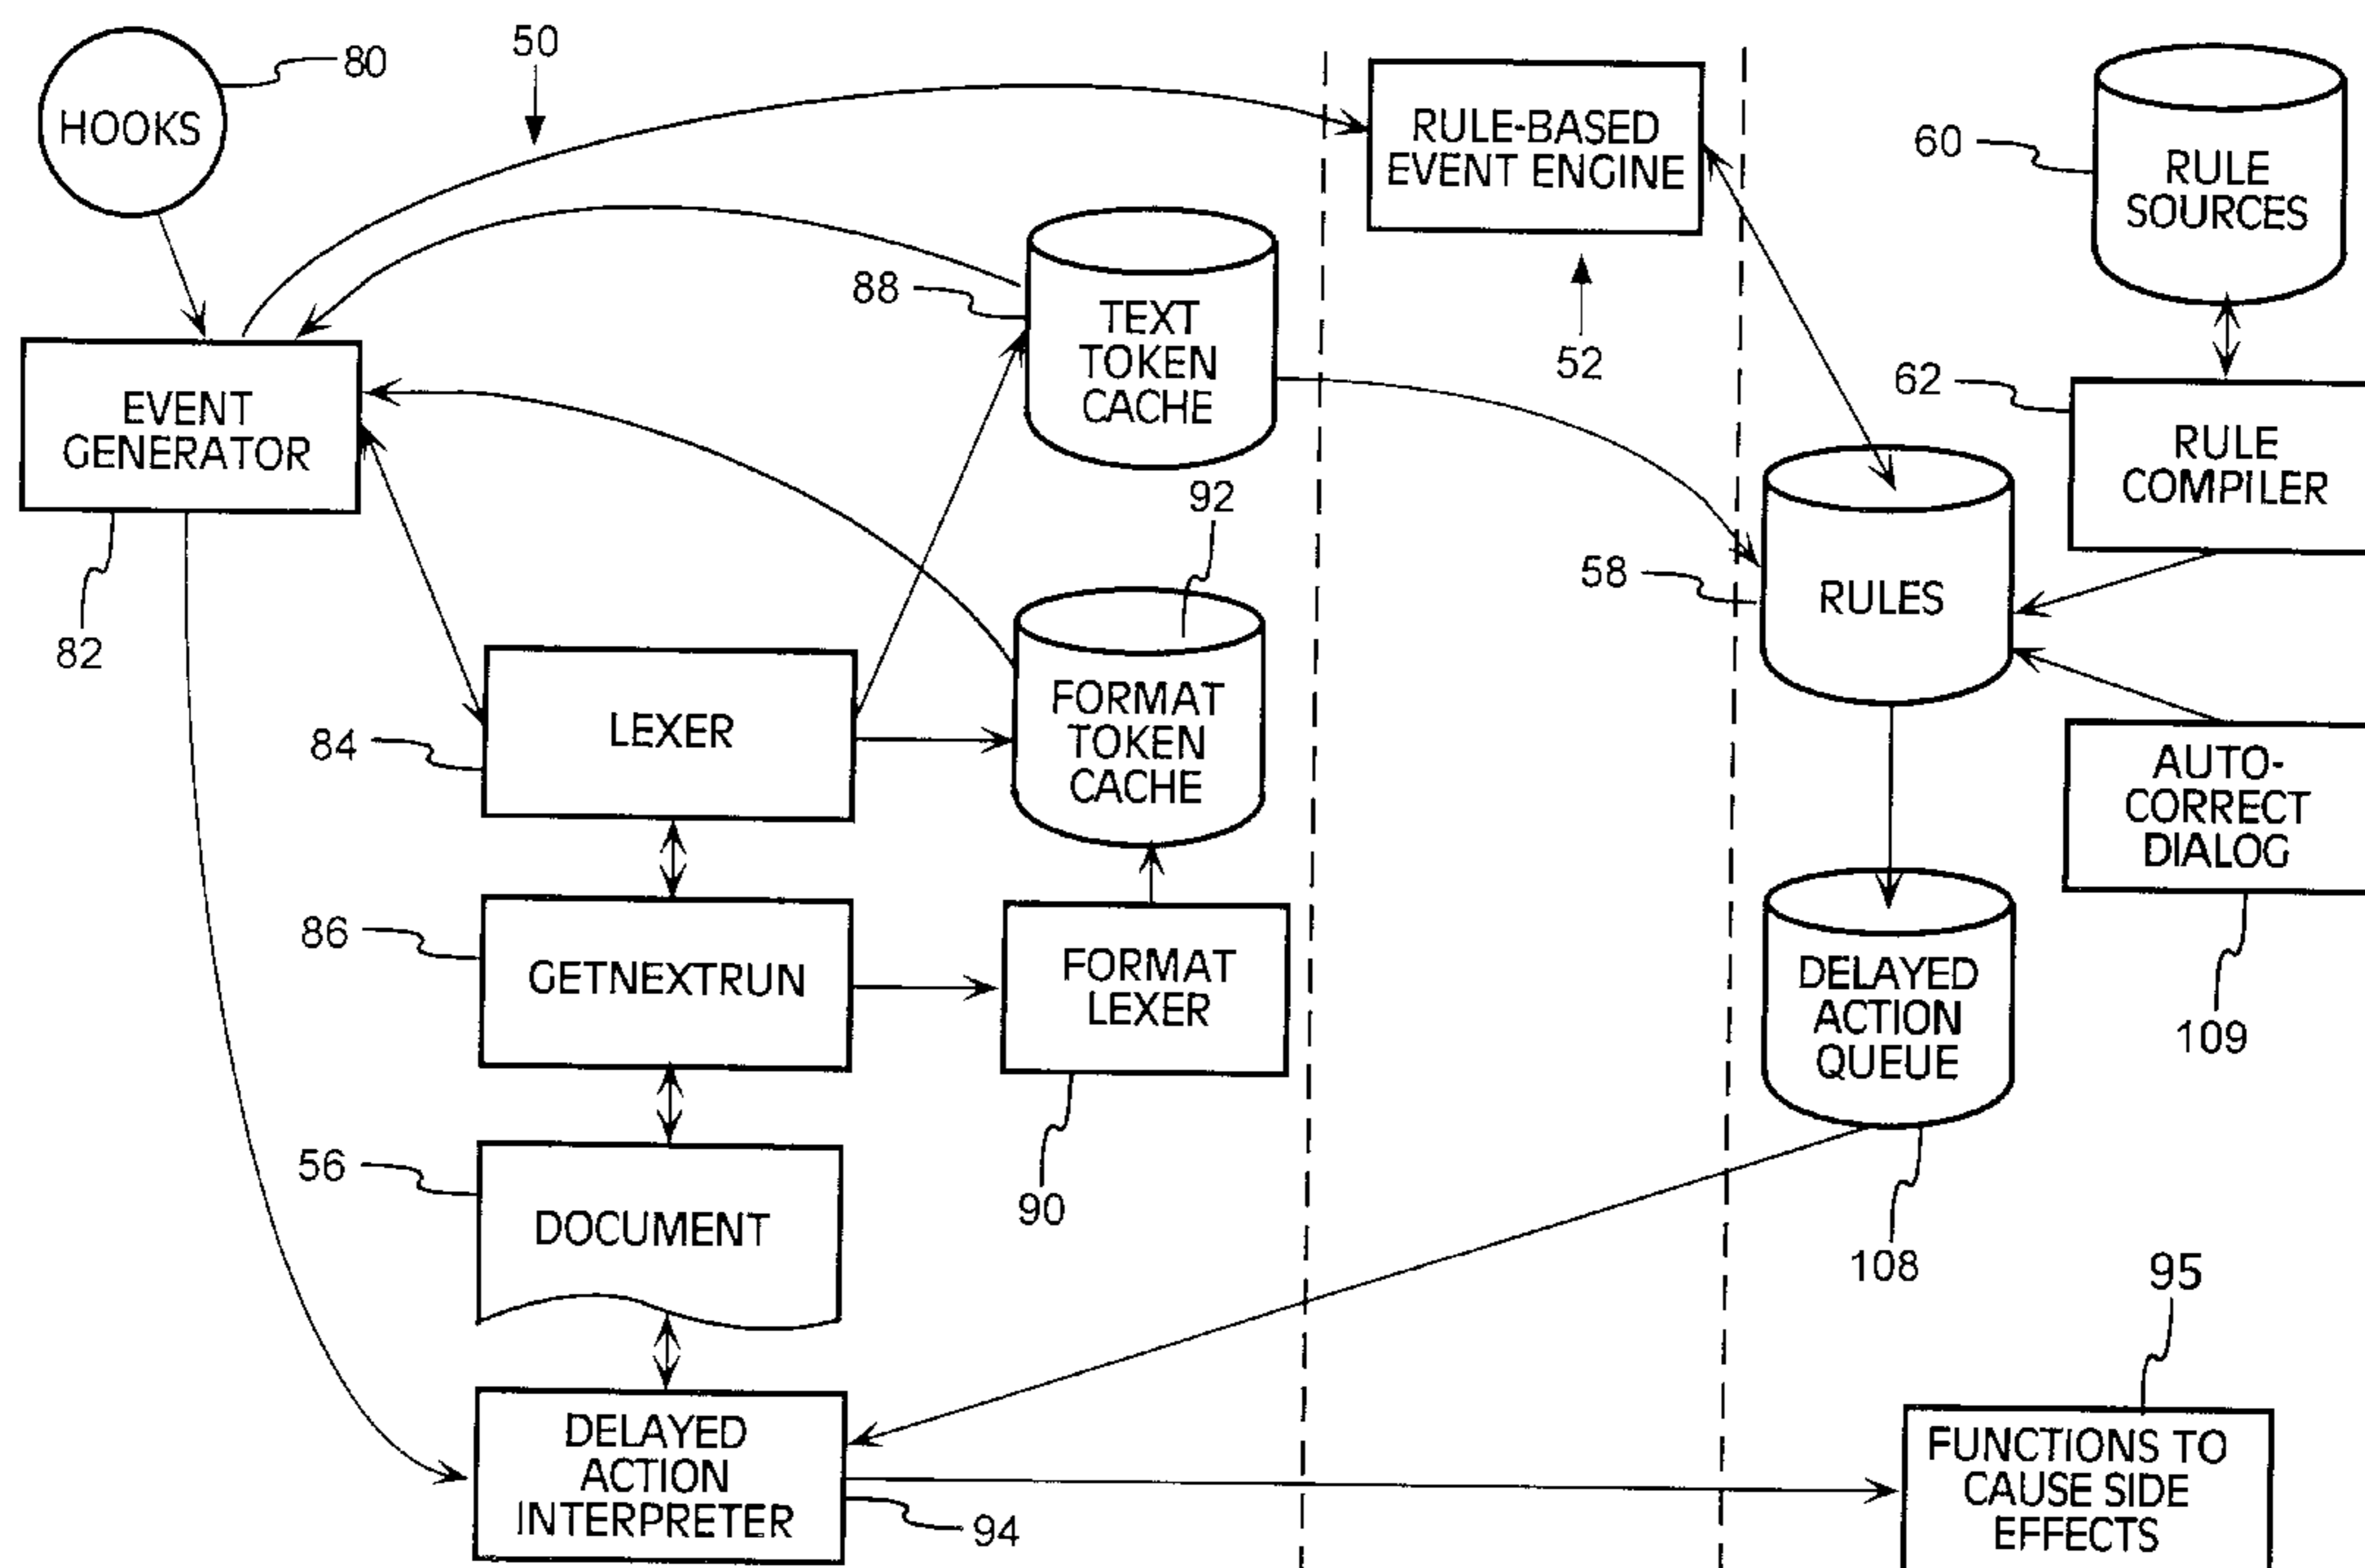 50
80
HOOKS
RULE-BASED
EVENT ENGINE
60
RULE
SOURCES
88
TEXT
TOKEN
CACHE
52
62
EVENT
GENERATOR
RULE
COMPILER
92
58
RULES
82
LEXER
84
FORMAT
TOKEN
CACHE
AUTO-
CORRECT
DIALOG
86
GETNEXTRUN
FORMAT
LEXER
DELAYED
ACTION
QUEUE
109
56
DOCUMENT
90
108
95
DELAYED
ACTION
INTERPRETER
94
FUNCTIONS TO
CAUSE SIDE
EFFECTS